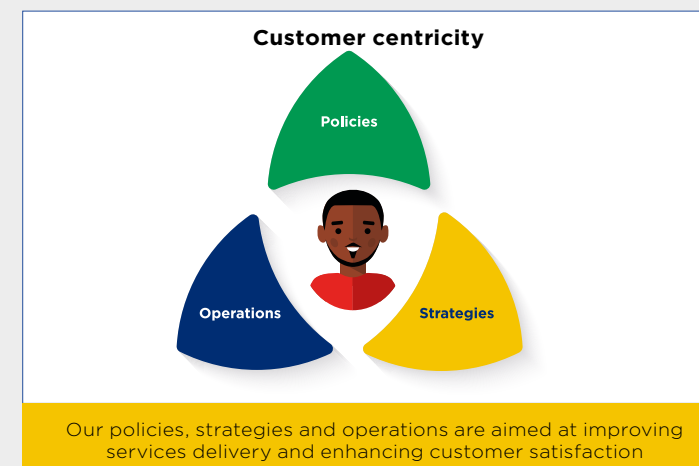 Customer centricity
Policies
Operations
Strategies
Our policies, strategies and operations are aimed at improving
services delivery and enhancing customer satisfaction